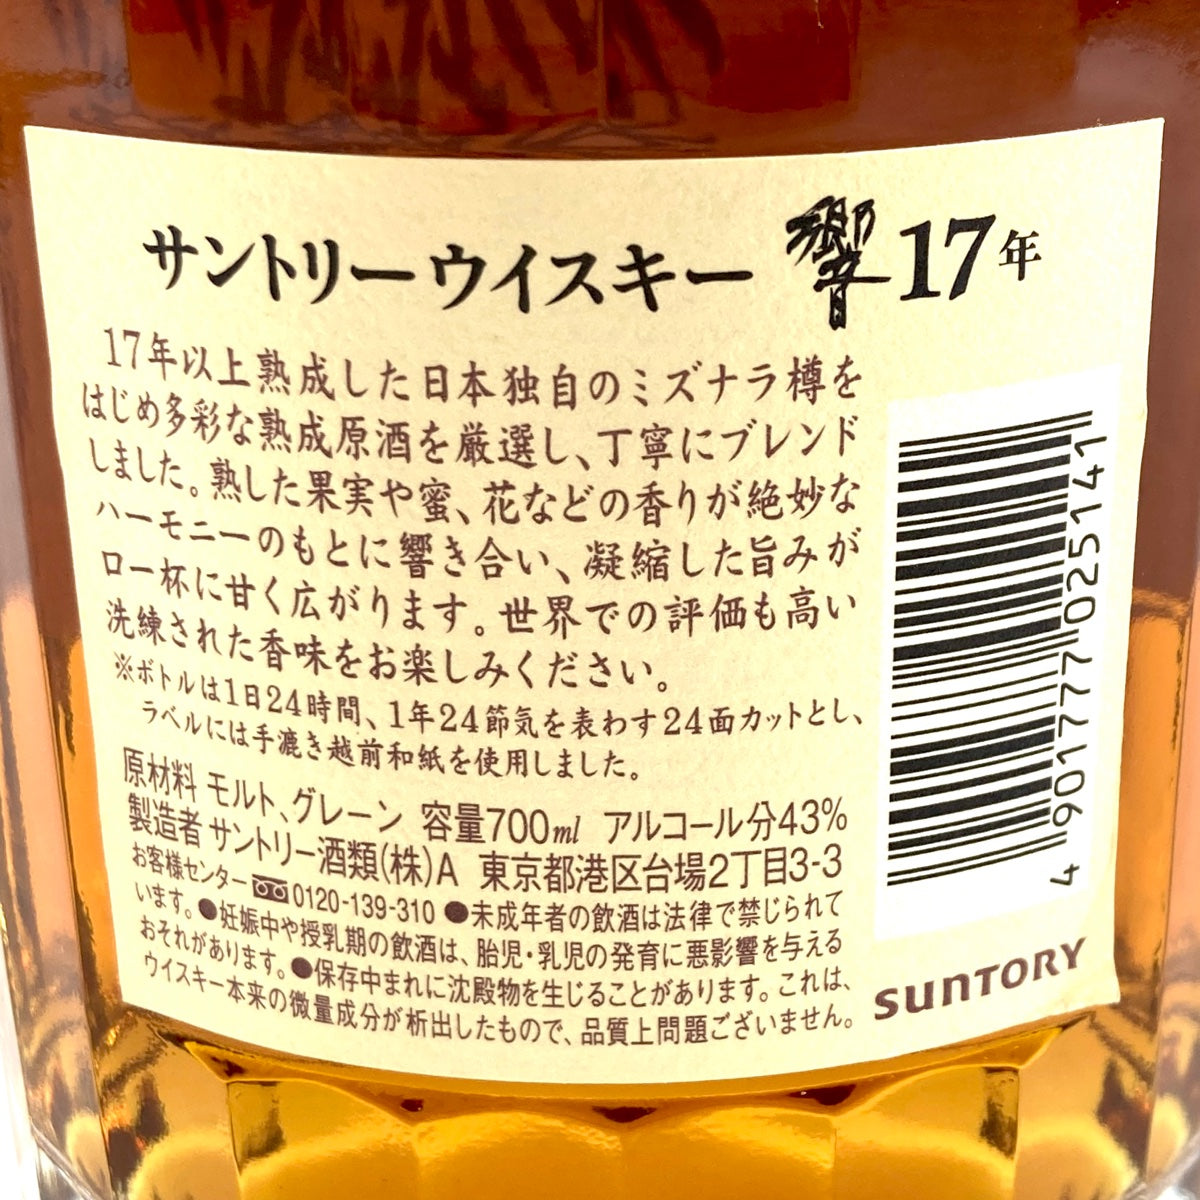 サントリーウイスキー 響 17年
17年以上熟成した日本独自のミズナラ樽を
はじめ多彩な熟成原酒を厳選し、丁寧にブレンド
しました。熟した果実や蜜、花などの香りが絶妙な
ハーモニーのもとに響き合い、凝縮した旨みが
口一杯に甘く広がります。世界での評価も高い
洗練された香味をお楽しみください。
※ボトルは1日24時間、1年24節気を表わす24面カットとし、
ラベルには手漉き越前和紙を使用しました。
原材料 モルト、グレーン 容量700ml アルコール分43%
製造者 サントリー酒類(株)A 東京都港区台場2丁目3-3
お客様センター 0120-139-310 ●未成年者の飲酒は法律で禁じられて
います。●妊娠中や授乳期の飲酒は、胎児・乳児の発育に悪影響を与える
おそれがあります。●保存中まれに沈殿物を生じることがあります。これは、
ウイスキー本来の微量成分が析出したもので、品質上問題ございません。
4 901777 025141
SUNTORY